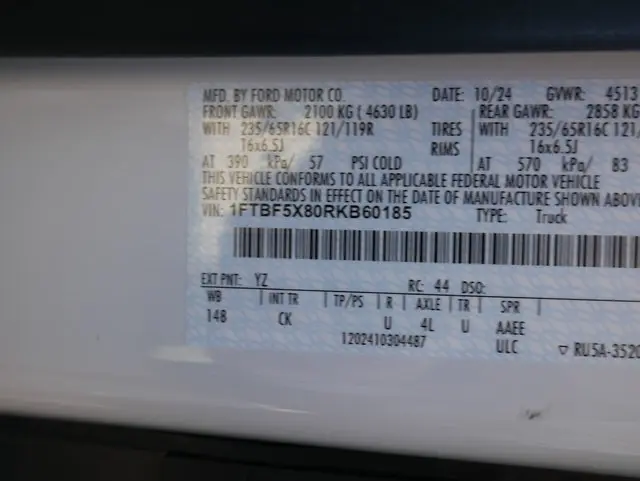 MFD. BY FORD MOTOR CO. DATE: 10/24 GVWR: 4513
FRONT GAWR: 2100 KG ( 4630 LB) REAR GAWR: 2858 KG
WITH 235/65R16C 121/119R TIRES WITH 235/65R16C 121/
16x6.5J RIMS 16x6.5J
AT 390 kPa/ 57 PSI COLD AT 570 kPa/ 83
THIS VEHICLE CONFORMS TO ALL APPLICABLE FEDERAL MOTOR VEHICLE
SAFETY STANDARDS IN EFFECT ON THE DATE OF MANUFACTURE SHOWN ABOVE
VIN: 1FTBF5X80RKB60185 TYPE: Truck
EXT PNT: YZ RC: 44 DSO:
WB INT TR TP/PS R AXLE TR SPR
148 CK U 4L U AAEE
1202410304487 ULC ▽ RU5A-3520